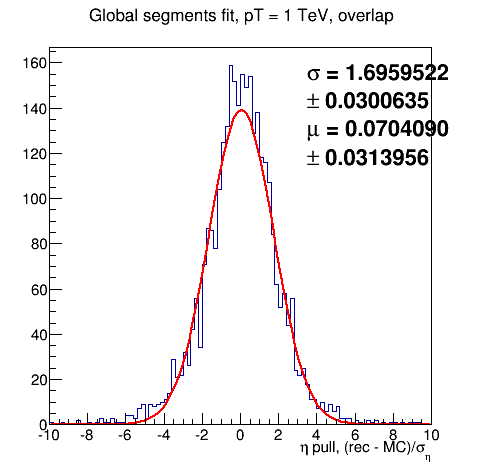 Global segments fit, pT = 1 TeV, overlap
160
140
120
100
80
60
40
20
0
σ = 1.6959522
± 0.0300635
μ = 0.0704090
± 0.0313956
-10 -8 -6 -4 -2 0 2 4 6 8 10
η pull, (rec - MC)/σ_η